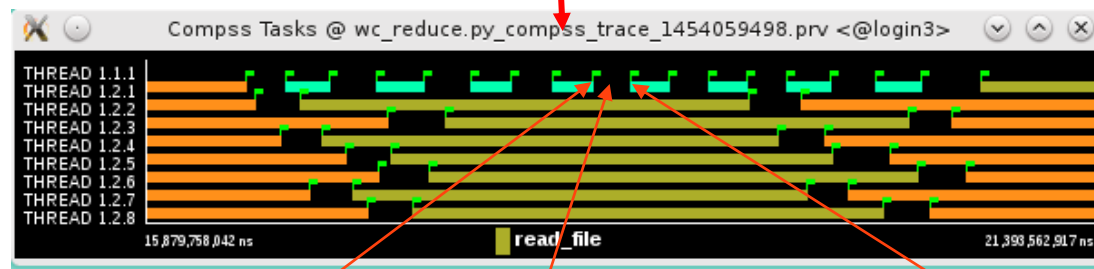 Compss Tasks @ wc_reduce.py_compss_trace_1454059498.prv <@login3>
THREAD 1.1.1
THREAD 1.2.1
THREAD 1.2.2
THREAD 1.2.3
THREAD 1.2.4
THREAD 1.2.5
THREAD 1.2.6
THREAD 1.2.7
THREAD 1.2.8
15,879,758,042 ns read_file 21,393,562,917 ns